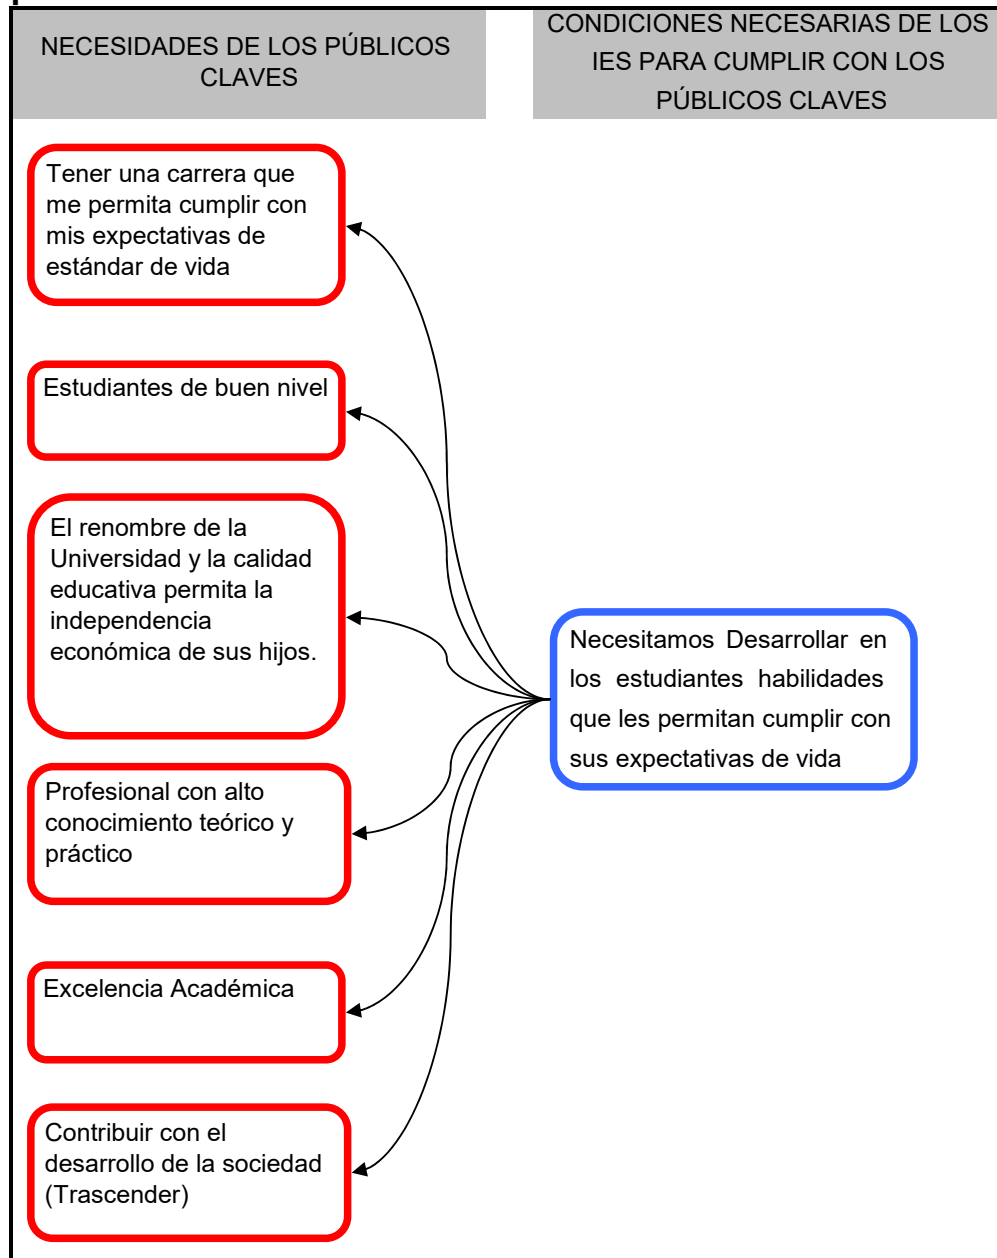 NECESIDADES DE LOS PÚBLICOS
CLAVES
CONDICIONES NECESARIAS DE LOS
IES PARA CUMPLIR CON LOS
PÚBLICOS CLAVES
Tener una carrera que
me permita cumplir con
mis expectativas de
estándar de vida
Estudiantes de buen nivel
El renombre de la
Universidad y la calidad
educativa permita la
independencia
económica de sus hijos.
Necesitamos Desarrollar en
los estudiantes habilidades
que les permitan cumplir con
sus expectativas de vida
Profesional con alto
conocimiento teórico y
práctico
Excelencia Académica
Contribuir con el
desarrollo de la sociedad
(Trascender)